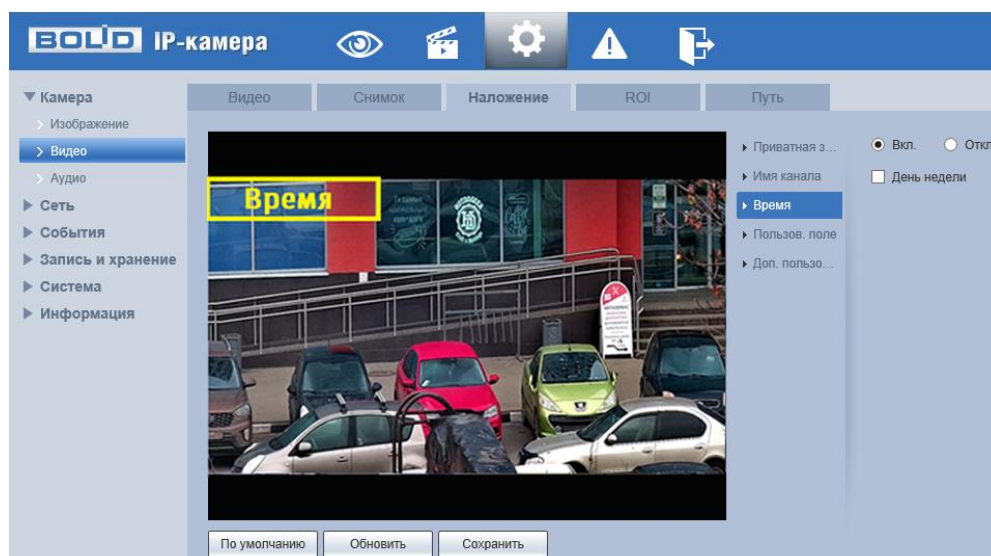 BOLID IP-камера
Камера
Изображение
Видео
Аудио
Сеть
События
Запись и хранение
Система
Информация
Видео Снимок Наложение ROI Путь
Время
Приватная з...
Имя канала
Время
Пользов. поле
Доп. пользо...
Вкл. Откл
День недели
По умолчанию Обновить Сохранить